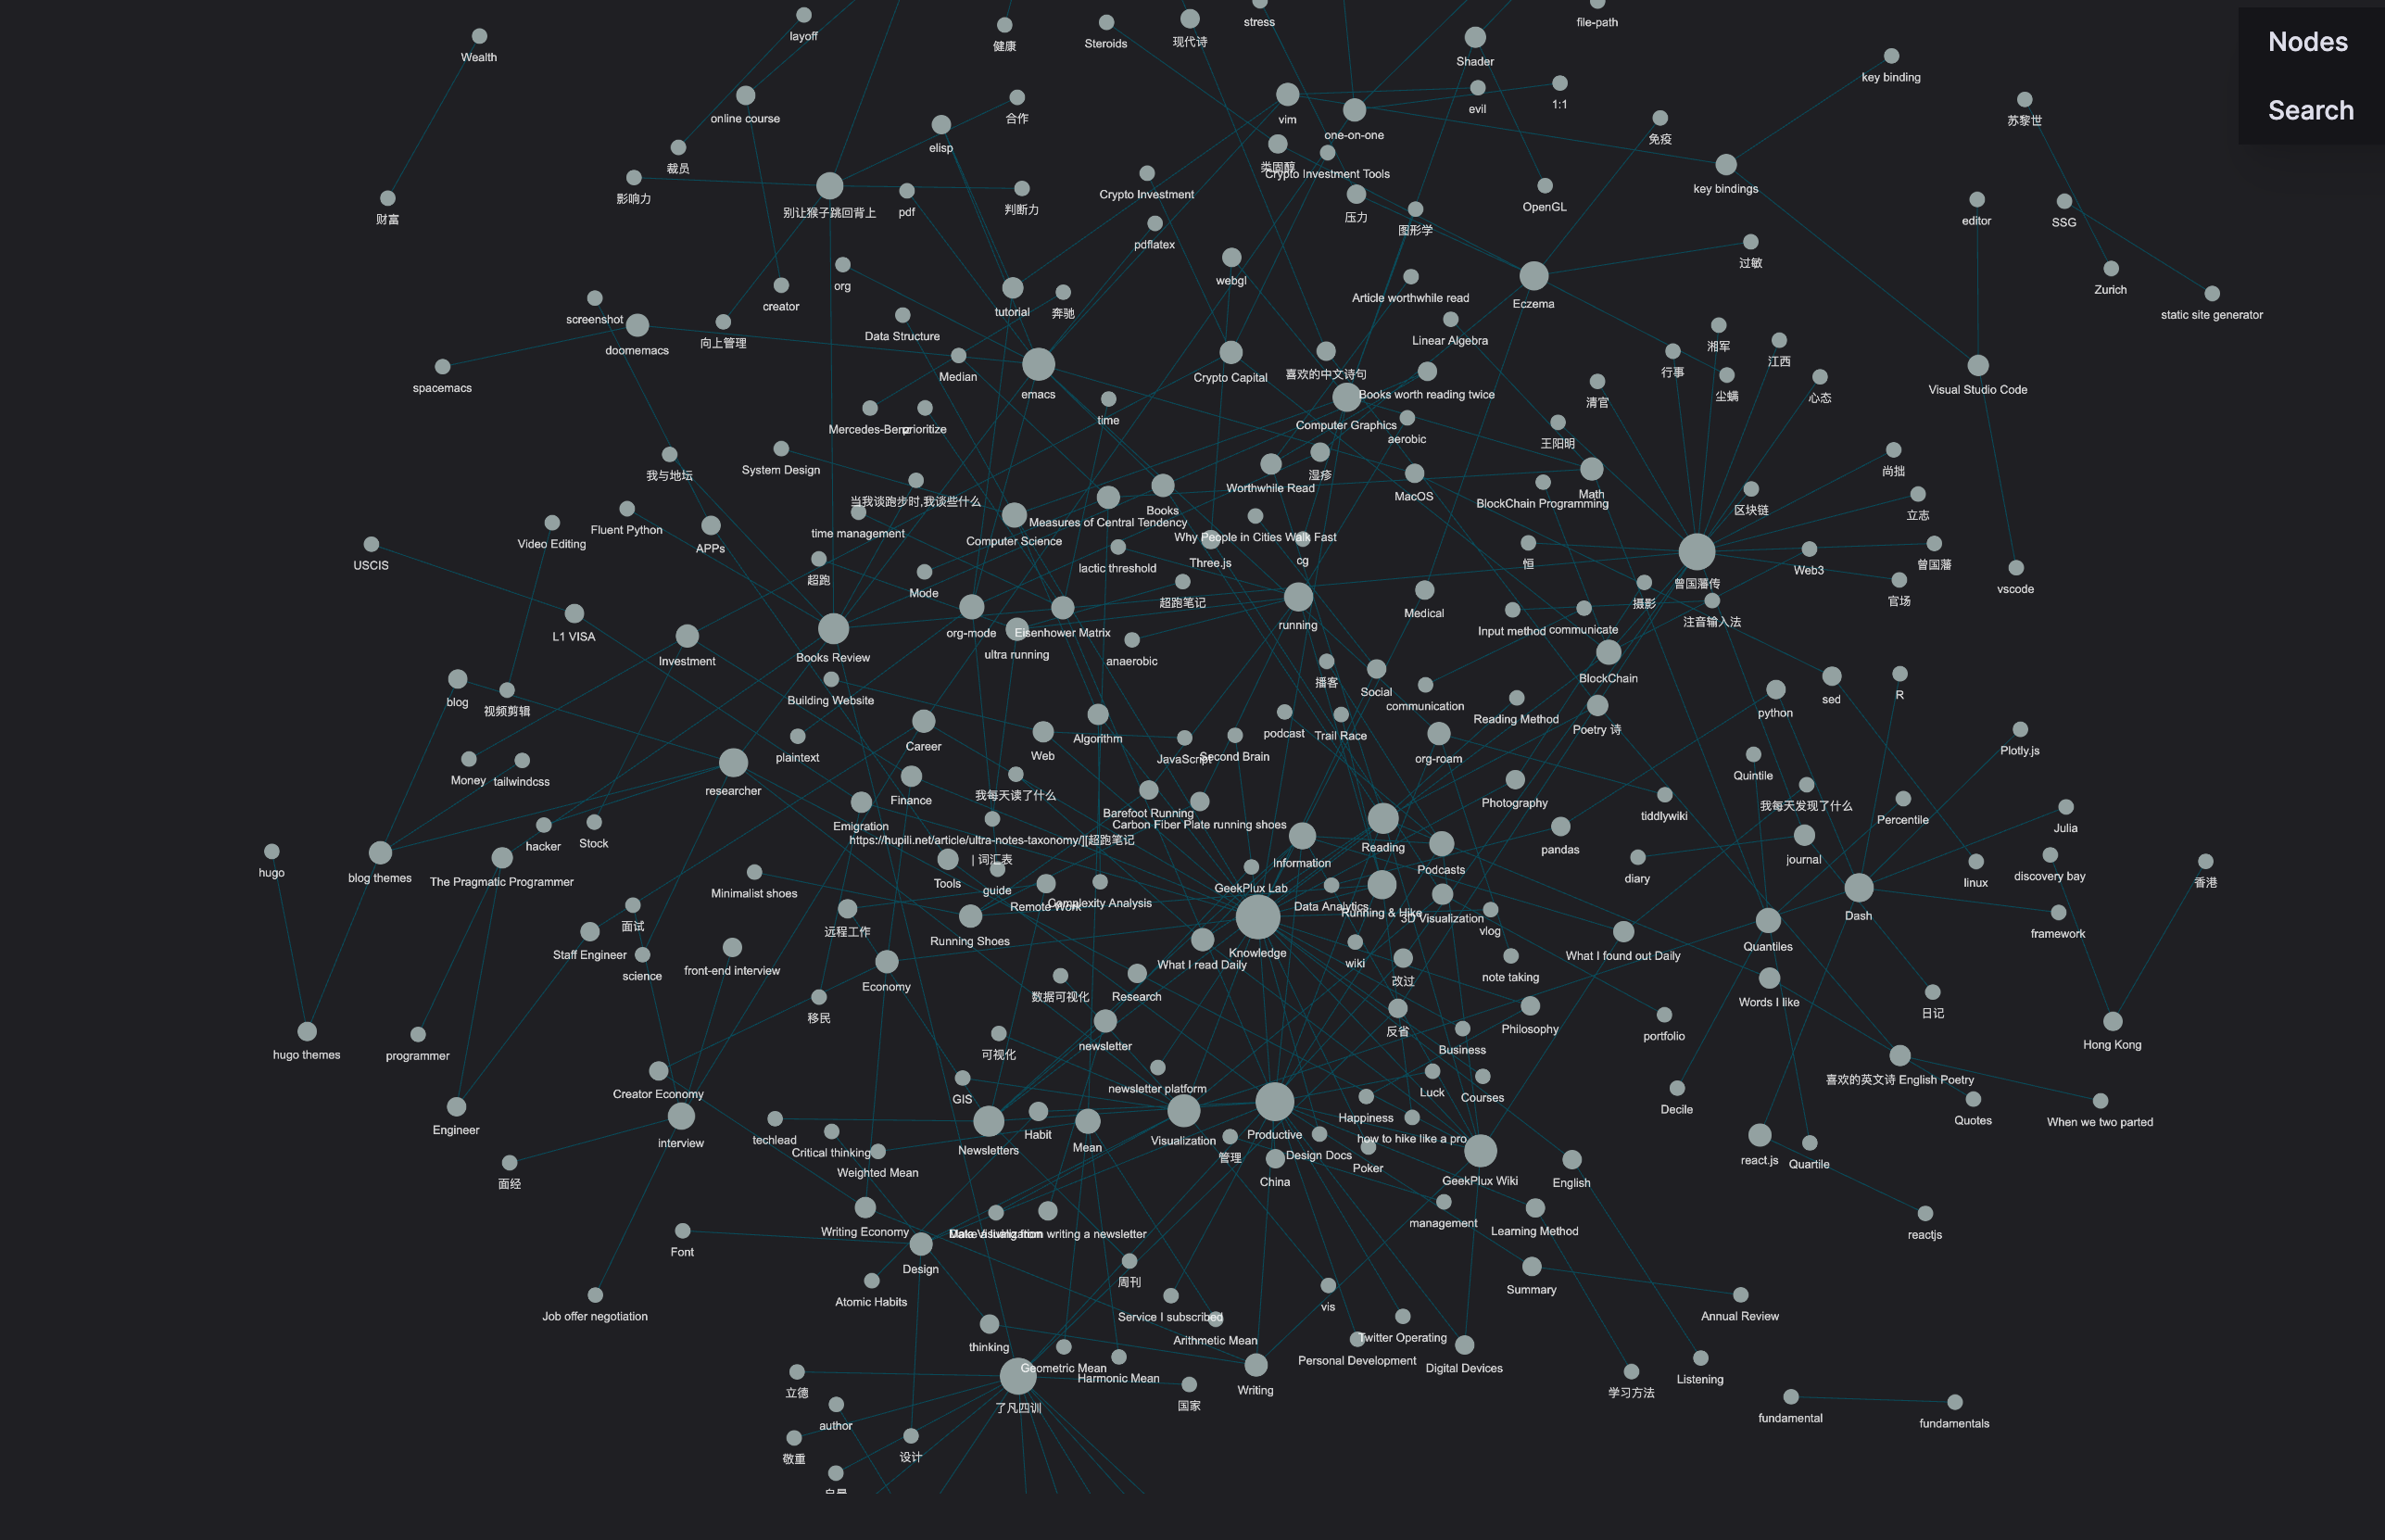 Nodes
Search
layoff
健康
Steroids
现代诗
stress
file-path
Wealth
Shader
key binding
online course
合作
elisp
vim
one-on-one
evil
1:1
免疫
苏黎世
裁员
类固醇
Crypto Investment Tools
影响力
别让猴子跳回背上
pdf
判断力
Crypto Investment
压力
OpenGL
key bindings
财富
pdflatex
图形学
editor
SSG
过敏
org
webgl
creator
tutorial
奔驰
Article worthwhile read
Eczema
Zurich
static site generator
screenshot
doomemacs
向上管理
Data Structure
Linear Algebra
湘军
江西
spacemacs
Median
emacs
Crypto Capital
喜欢的中文诗句
Books worth reading twice
行事
尘螨
心态
Visual Studio Code
Mercedes-Benz
prioritize
time
Computer Graphics
aerobic
清官
王阳明
System Design
我与地坛
当我谈跑步时,我谈些什么
Worthwhile Read
湿疹
MacOS
BlockChain Programming
Math
尚拙
区块链
立志
Fluent Python
time management
Computer Science
Measures of Central Tendency
Books
Why People in Cities Walk Fast
Video Editing
APPs
USCIS
超跑
lactic threshold
Three.js
cg
恒
曾国藩传
Web3
曾国藩
官场
vscode
Mode
超跑笔记
Medical
摄影
注音输入法
L1 VISA
Investment
Books Review
org-mode
Eisenhower Matrix
ultra running
running
anaerobic
Input method
communicate
BlockChain
播客
Social
communication
Building Website
blog
视频剪辑
Reading Method
Poetry 诗
python
sed
R
Career
plaintext
Web
Algorithm
JavaScript
Second Brain
podcast
Trail Race
org-roam
Plotly.js
Money
tailwindcss
researcher
Finance
我每天读了什么
Quintile
Photography
tiddlywiki
我每天发现了什么
Percentile
Julia
Emigration
Barefoot Running
Carbon Fiber Plate running shoes
https://hupili.net/article/ultra-notes-taxonomy/][超跑笔记
| 词汇表
hacker
Stock
Information
Reading
Podcasts
pandas
journal
hugo
blog themes
The Pragmatic Programmer
Minimalist shoes
Tools
guide
Remote Work
Complexity Analysis
GeekPlux Lab
Data Analytics
Running & Hike
3D Visualization
diary
Dash
linux
discovery bay
香港
面试
远程工作
Running Shoes
Knowledge
vlog
What I found out Daily
Quantiles
framework
Staff Engineer
science
front-end interview
Economy
What I read Daily
wiki
改过
note taking
Words I like
数据可视化
Research
移民
newsletter
反省
Philosophy
Business
portfolio
日记
Hong Kong
hugo themes
programmer
可视化
喜欢的英文诗 English Poetry
Creator Economy
GIS
newsletter platform
Luck
Courses
Decile
Quotes
When we two parted
Engineer
interview
techlead
Critical thinking
Weighted Mean
Newsletters
Habit
Mean
Visualization
Productive
Happiness
how to hike like a pro
管理
Design Docs
Poker
China
GeekPlux Wiki
English
react.js
Quartile
面经
Writing Economy
Make a living from writing a newsletter
management
Learning Method
reactjs
Font
Design
周刊
Summary
Atomic Habits
Service I subscribed
vis
Annual Review
Job offer negotiation
thinking
Arithmetic Mean
Twitter Operating
Personal Development
Digital Devices
Geometric Mean
Harmonic Mean
Writing
学习方法
Listening
立德
了凡四训
国家
author
fundamental
fundamentals
敬重
设计